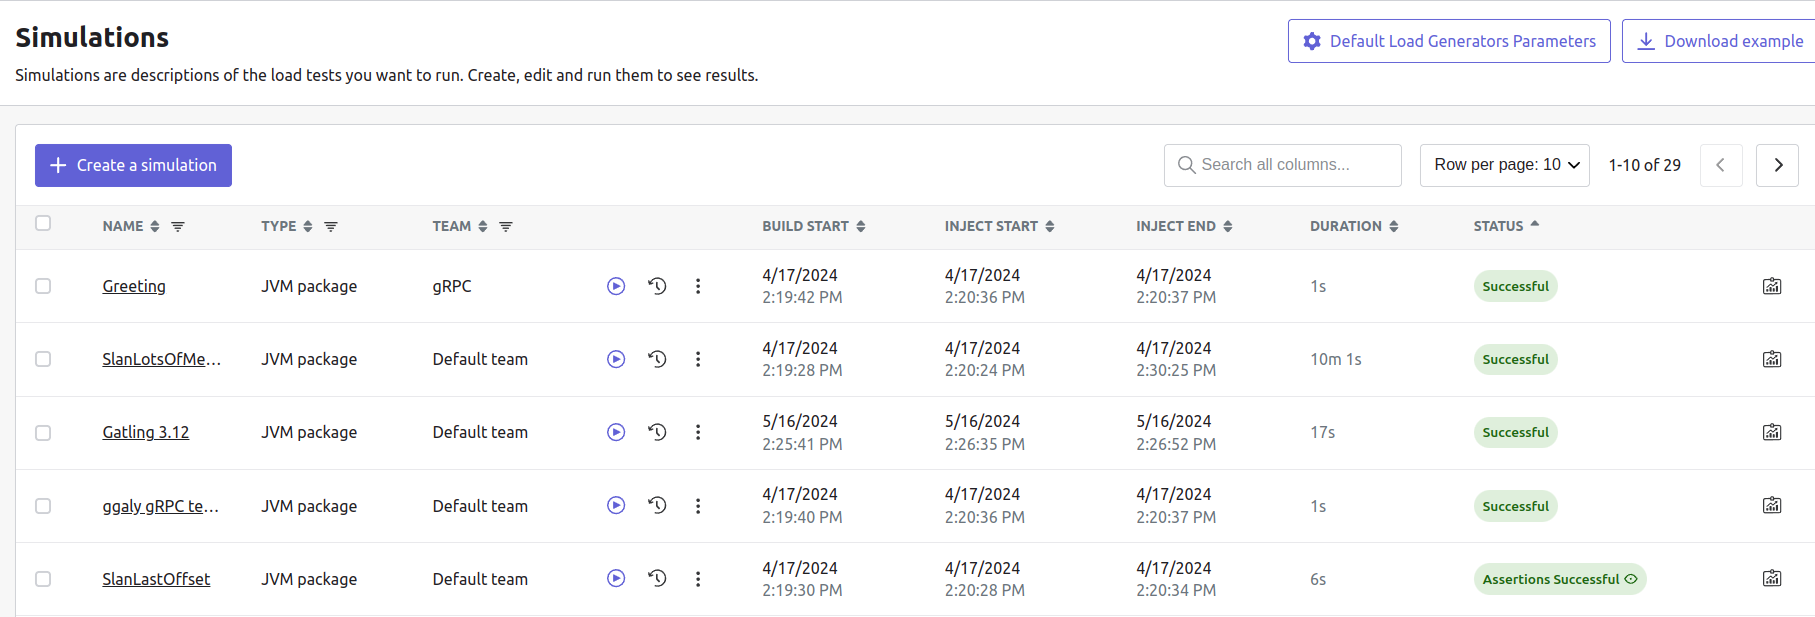 Simulations
Default Load Generators Parameters
Download example
Simulations are descriptions of the load tests you want to run. Create, edit and run them to see results.
Create a simulation
Search all columns...
Row per page: 10
1-10 of 29
NAME TYPE TEAM BUILD START INJECT START INJECT END DURATION STATUS
Greeting JVM package gRPC 4/17/2024 4/17/2024 4/17/2024 1s Successful
2:19:42 PM 2:20:36 PM 2:20:37 PM
SlanLotsOfMe... JVM package Default team 4/17/2024 4/17/2024 4/17/2024 10m 1s Successful
2:19:28 PM 2:20:24 PM 2:30:25 PM
Gatling 3.12 JVM package Default team 5/16/2024 5/16/2024 5/16/2024 17s Successful
2:25:41 PM 2:26:35 PM 2:26:52 PM
ggaly gRPC te... JVM package Default team 4/17/2024 4/17/2024 4/17/2024 1s Successful
2:19:40 PM 2:20:36 PM 2:20:37 PM
SlanLastOffset JVM package Default team 4/17/2024 4/17/2024 4/17/2024 6s Assertions Successful
2:19:30 PM 2:20:28 PM 2:20:34 PM